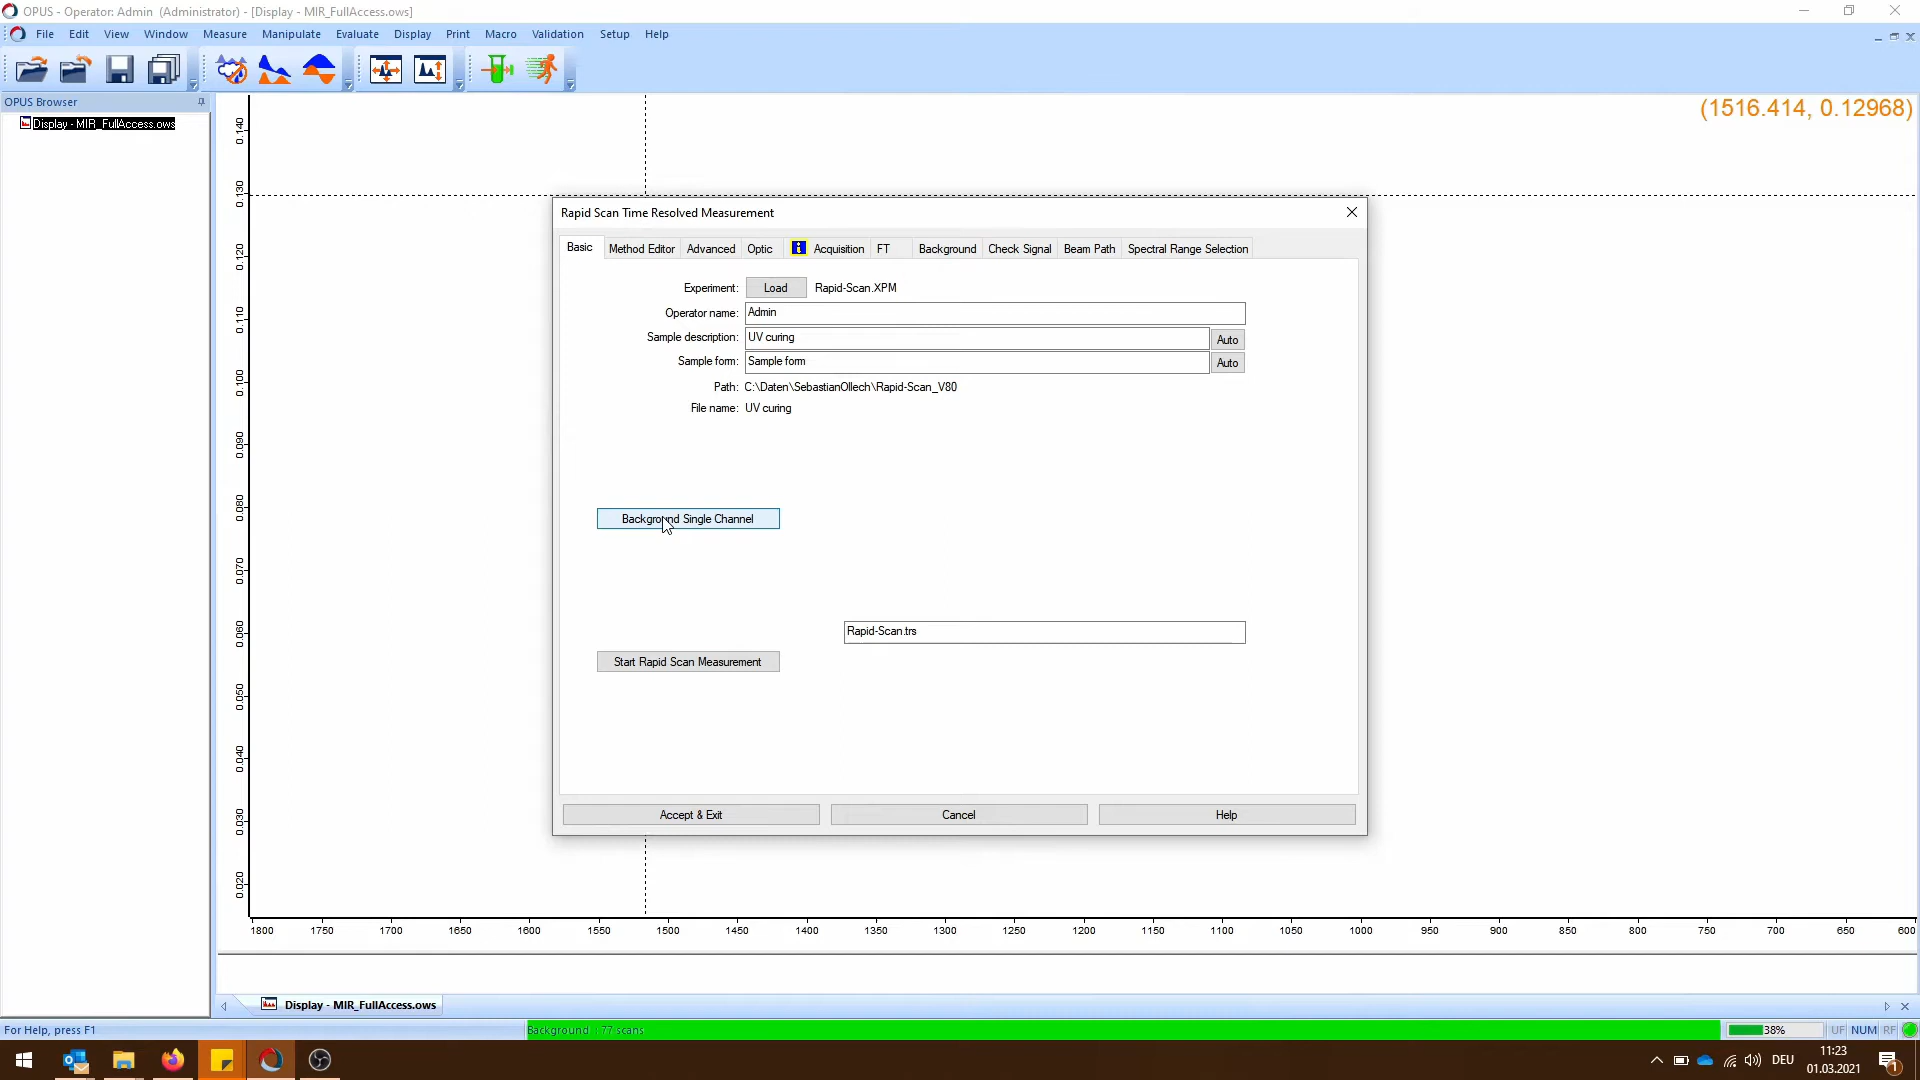 OPUS - Operator: Admin  (Administrator) - [Display - MIR_FullAccess.ows]
File Edit View Window Measure Manipulate Evaluate Display Print Macro Validation Setup Help
OPUS Browser
Display - MIR_FullAccess.ows
(1516.414, 0.12968)
0.140
0.130
0.120
0.110
0.100
0.090
0.080
0.070
0.060
0.050
0.040
0.030
0.020
Rapid Scan Time Resolved Measurement
Basic Method Editor Advanced Optic Acquisition FT Background Check Signal Beam Path Spectral Range Selection
Experiment: Load Rapid-Scan.XPM
Operator name: Admin
Sample description: UV curing Auto
Sample form: Sample form Auto
Path: C:\Daten\SebastianOllech\Rapid-Scan_V80
File name: UV curing
Background Single Channel
Rapid-Scan.trs
Start Rapid Scan Measurement
Accept & Exit Cancel Help
1800 1750 1700 1650 1600 1550 1500 1450 1400 1350 1300 1250 1200 1150 1100 1050 1000 950 900 850 800 750 700 650 600
Display - MIR_FullAccess.ows
For Help, press F1 Background : 77 scans 38% UF NUM RF
DEU 11:23
01.03.2021
1